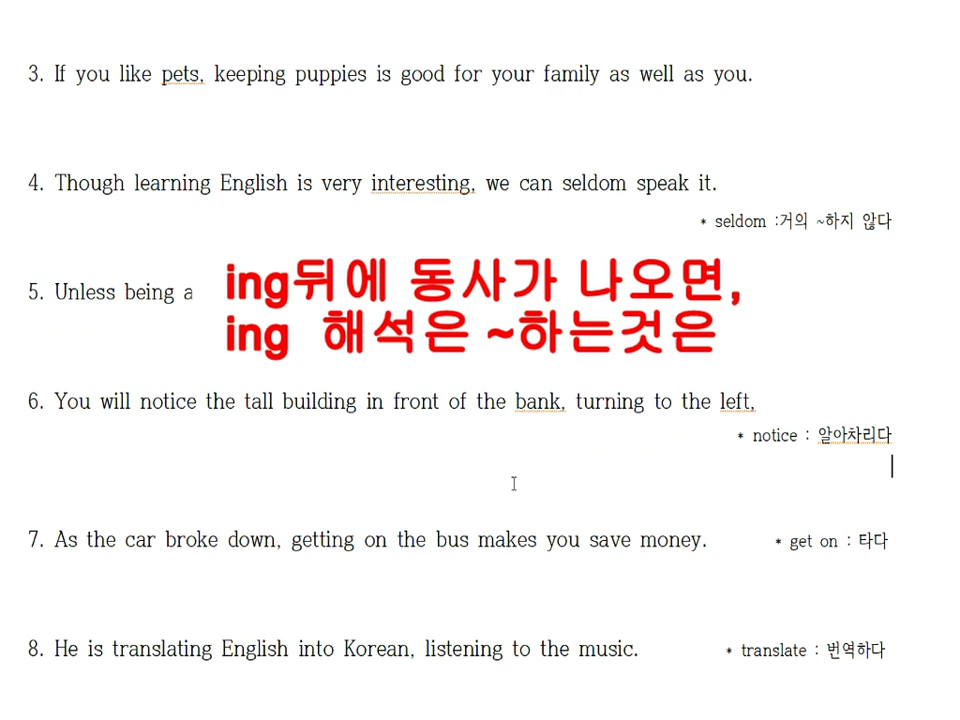 3. If you like pets, keeping puppies is good for your family as well as you.
4. Though learning English is very interesting, we can seldom speak it.
* seldom :거의 ~하지 않다
5. Unless being a
ing뒤에 동사가 나오면,
ing 해석은 ~하는것은
6. You will notice the tall building in front of the bank, turning to the left,
* notice : 알아차리다
7. As the car broke down, getting on the bus makes you save money.
* get on : 타다
8. He is translating English into Korean, listening to the music.
* translate : 번역하다